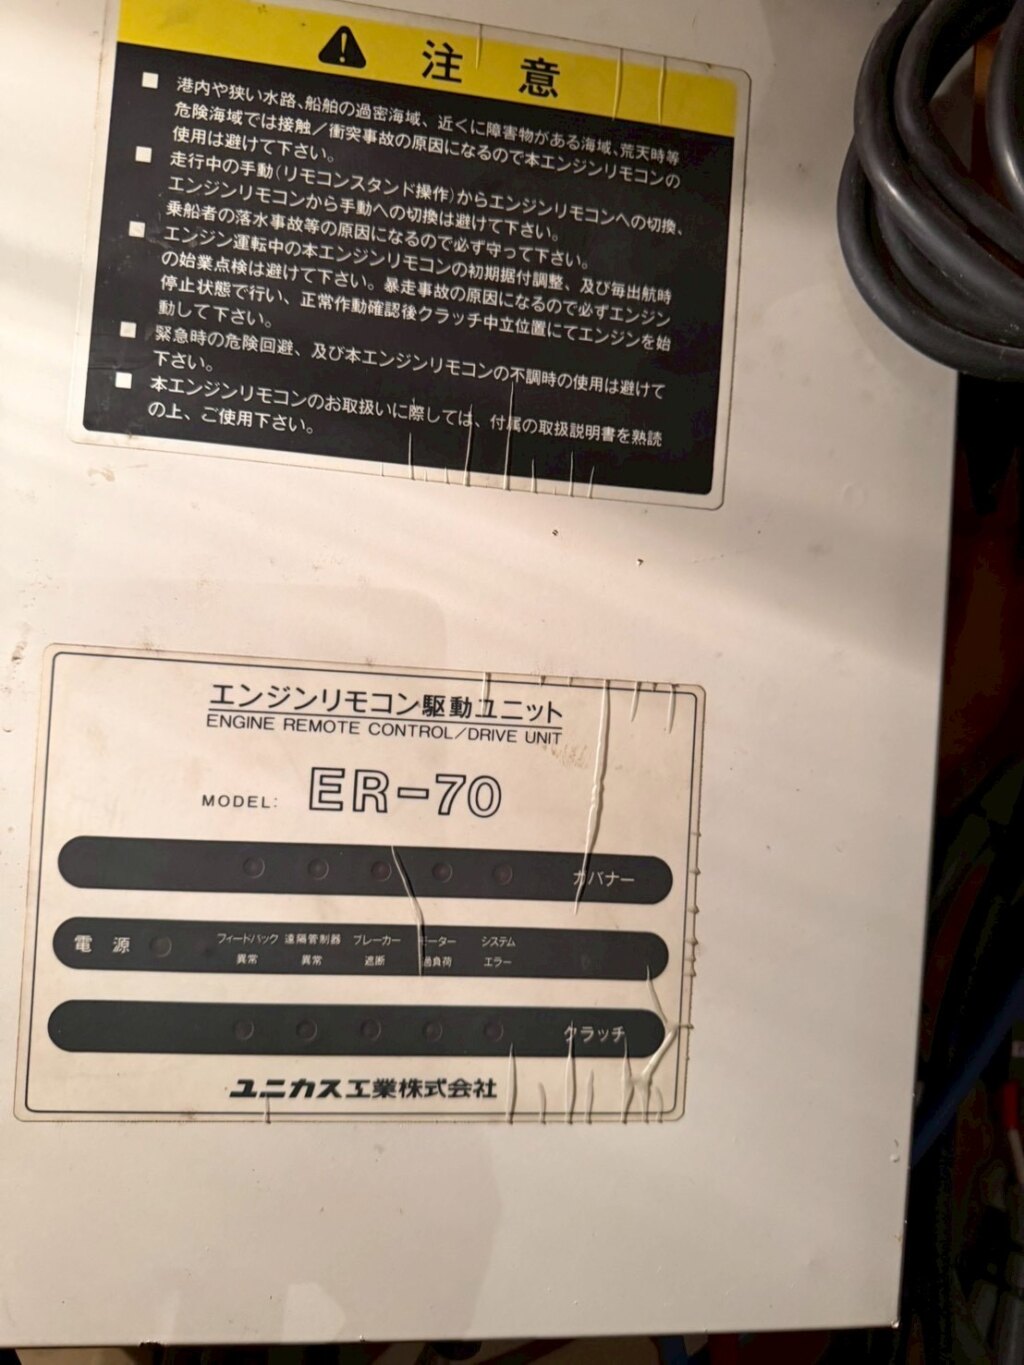 注意
港内や狭い水路、船舶の過密海域、近くに障害物がある海域、荒天時等
危険海域では接触/衝突事故の原因になるので本エンジンリモコンの
使用は避けて下さい。
走行中の手動(リモコンスタンド操作)からエンジンリモコンへの切換、
エンジンリモコンから手動への切換は避けて下さい。
乗船者の落水事故等の原因になるので必ず守って下さい。
エンジン運転中の本エンジンリモコンの初期据付調整、及び毎出航時
の始業点検は避けて下さい。暴走事故の原因になるので必ずエンジン
停止状態で行い、正常作動確認後クラッチ中立位置にてエンジンを始
動して下さい。
緊急時の危険回避、及び本エンジンリモコンの不調時の使用は避けて
下さい。
本エンジンリモコンのお取扱いに際しては、付属の取扱説明書を熟読
の上、ご使用下さい。
エンジンリモコン駆動ユニット
ENGINE REMOTE CONTROL/DRIVE UNIT
MODEL: ER-70
ガバナー
電源 フィードバック 遠隔管制器 ブレーカー モーター システム
異常 異常 遮断 過負荷 エラー
クラッチ
ユニカス工業株式会社